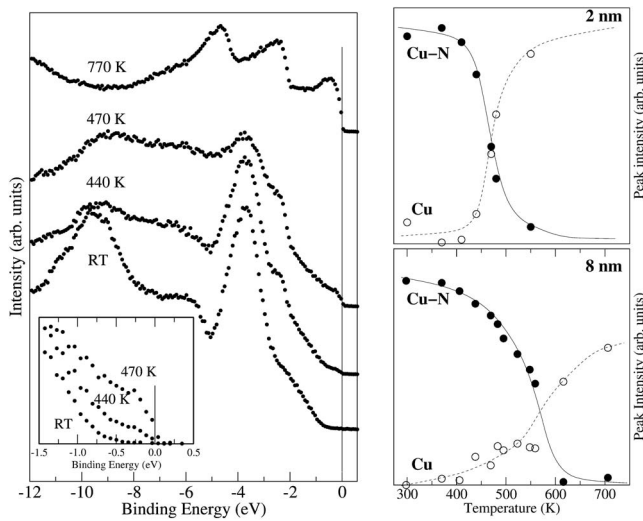 770 K
470 K
440 K
RT
Intensity (arb. units)
470 K
440 K
RT
-1.5 -1.0 -0.5 0.0 0.5
Binding Energy (eV)
-12 -10 -8 -6 -4 -2 0
Binding Energy (eV)
2 nm
Cu−N
Cu
Peak intensity (arb. units)
8 nm
Cu−N
Cu
Peak Intensity (arb. units)
300 400 500 600 700
Temperature (K)